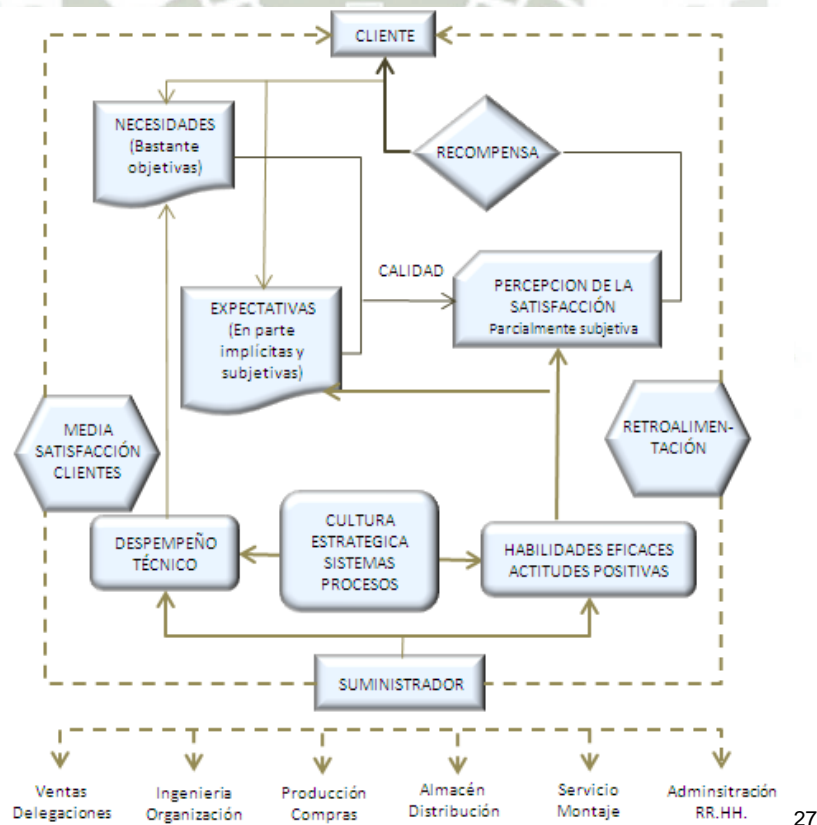 CLIENTE
NECESIDADES
(Bastante
objetivas)
RECOMPENSA
CALIDAD
PERCEPCION DE LA
SATISFACCIÓN
Parcialmente subjetiva
EXPECTATIVAS
(En parte
implícitas y
subjetivas)
MEDIA
SATISFACCIÓN
CLIENTES
RETROALIMEN-
TACIÓN
DESPEMPEÑO
TÉCNICO
CULTURA
ESTRATEGICA
SISTEMAS
PROCESOS
HABILIDADES EFICACES
ACTITUDES POSITIVAS
SUMINISTRADOR
Ventas
Delegaciones
Ingenieria
Organización
Producción
Compras
Almacén
Distribución
Servicio
Montaje
Adminsitración
RR.HH.
27